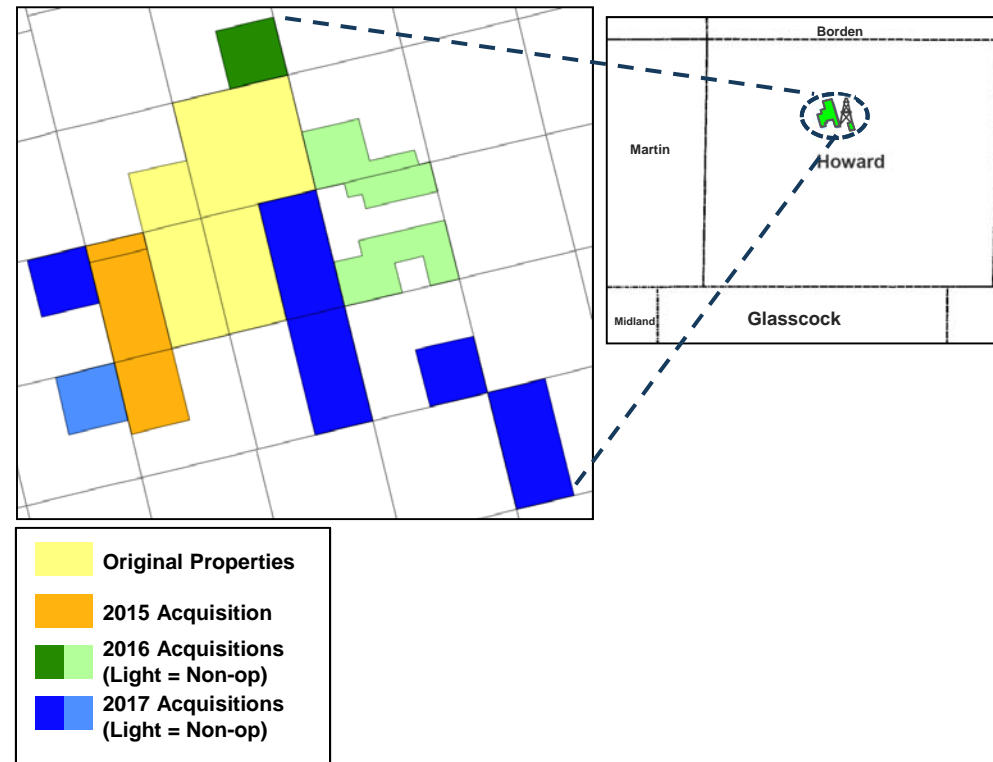 Borden
Martin
Howard
Midland
Glasscock
Original Properties
2015 Acquisition
2016 Acquisitions
(Light = Non-op)
2017 Acquisitions
(Light = Non-op)